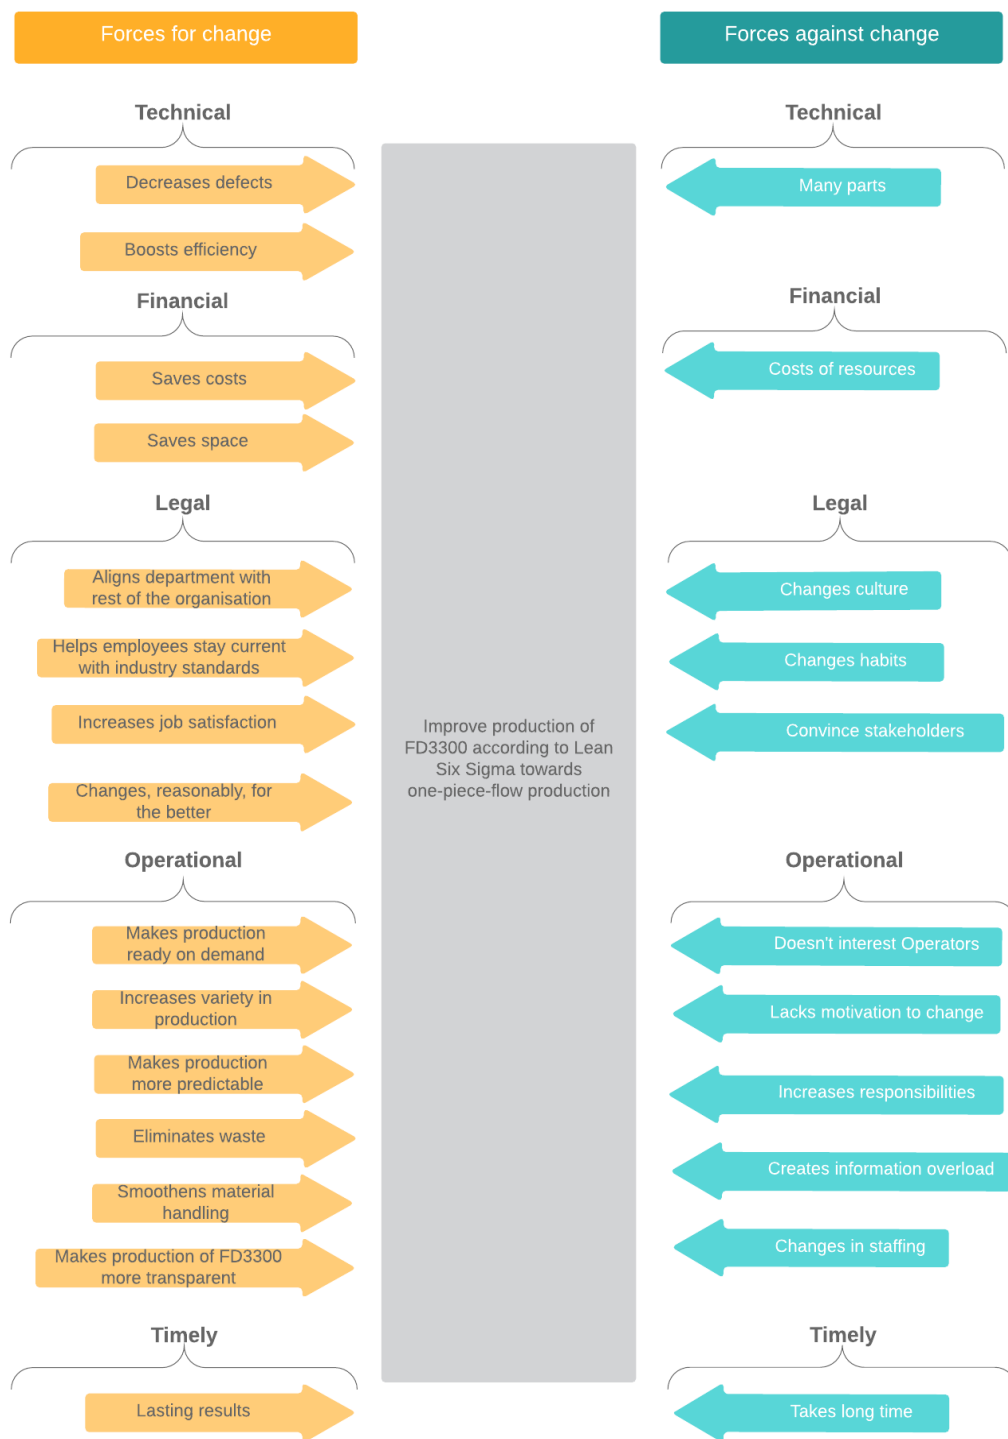 Forces for change
Technical
Decreases defects
Boosts efficiency
Financial
Saves costs
Saves space
Legal
Aligns department with
rest of the organisation
Helps employees stay current
with industry standards
Increases job satisfaction
Changes, reasonably, for
the better
Operational
Makes production
ready on demand
Increases variety in
production
Makes production
more predictable
Eliminates waste
Smoothens material
handling
Makes production of FD3300
more transparent
Timely
Lasting results
Improve production of
FD3300 according to Lean
Six Sigma towards
one-piece-flow production
Forces against change
Technical
Many parts
Financial
Costs of resources
Legal
Changes culture
Changes habits
Convince stakeholders
Operational
Doesn't interest Operators
Lacks motivation to change
Increases responsibilities
Creates information overload
Changes in staffing
Timely
Takes long time